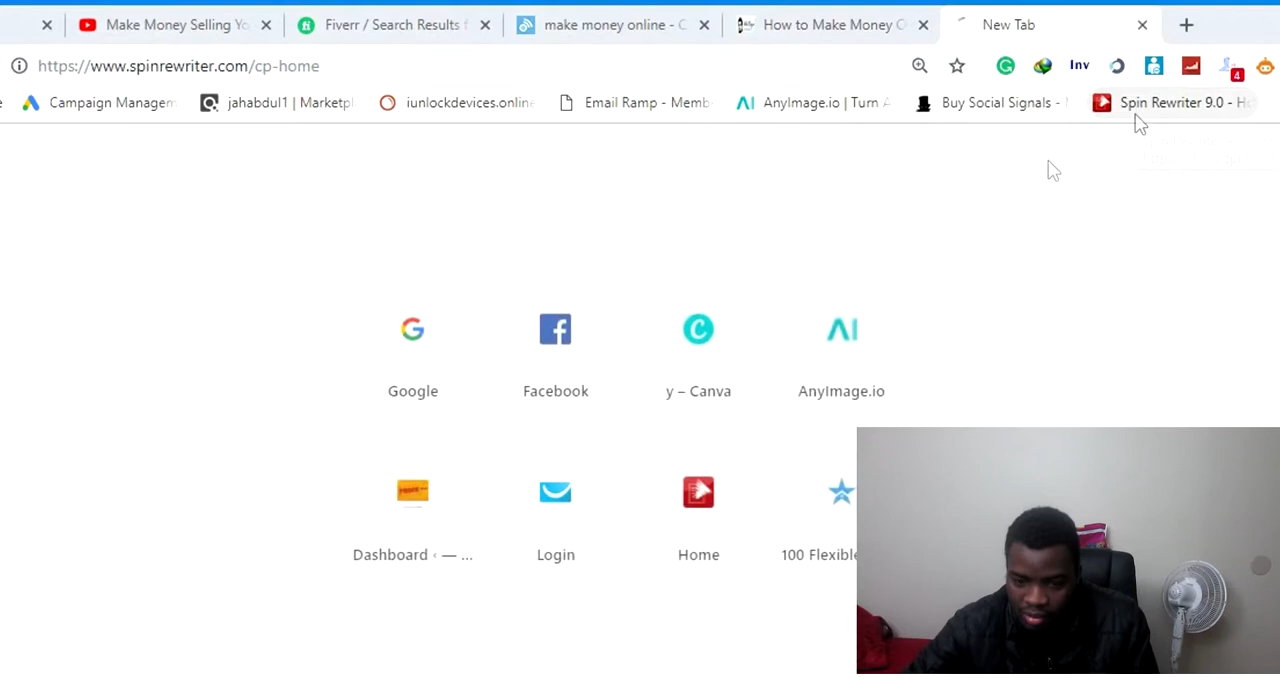 Make Money Selling Yo
Fiverr / Search Results f
make money online - C
How to Make Money O
New Tab
https://www.spinrewriter.com/cp-home
Inv
4
Campaign Managem
jahabdul1 | Marketpl
iunlockdevices.online
Email Ramp - Memb
AnyImage.io | Turn A
Buy Social Signals -
Spin Rewriter 9.0 - Ho
Google
Facebook
y – Canva
AnyImage.io
Dashboard ‹ — ...
Login
Home
100 Flexible